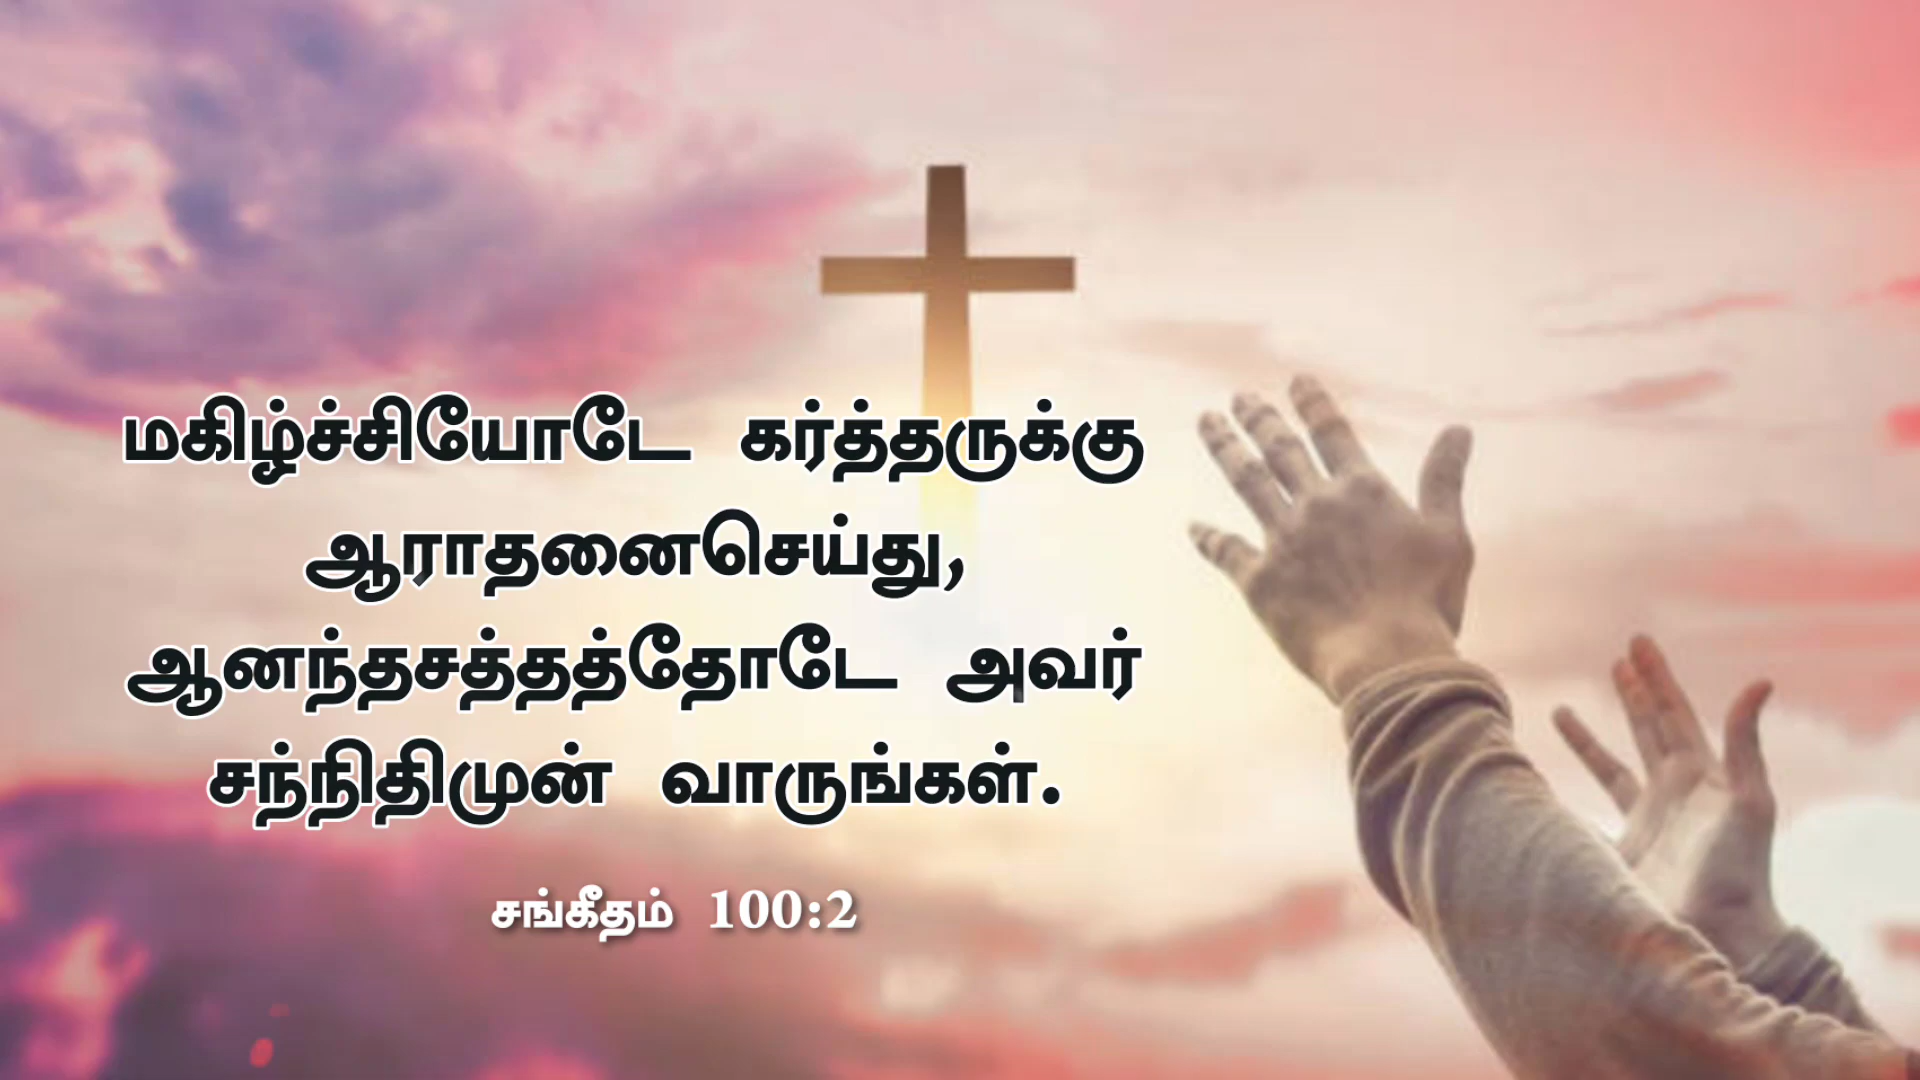 மகிழ்ச்சியோடே கர்த்தருக்கு
ஆராதனைசெய்து,
ஆனந்தசத்தத்தோடே அவர்
சந்நிதிமுன் வாருங்கள்.
சங்கீதம் 100:2